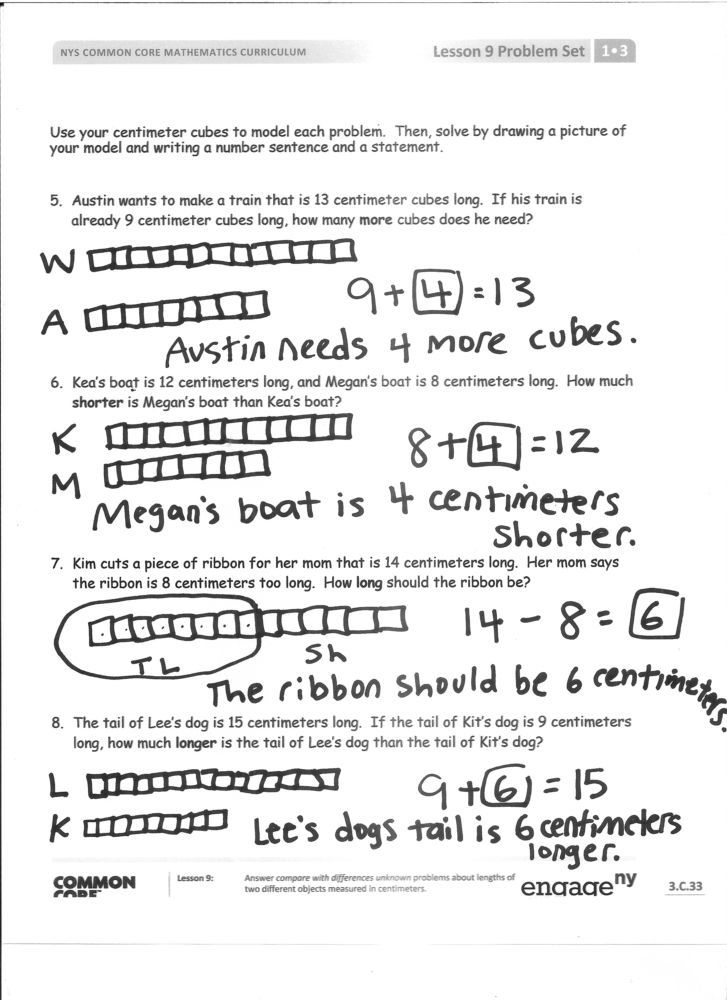 NYS COMMON CORE MATHEMATICS CURRICULUM Lesson 9 Problem Set 1•3
Use your centimeter cubes to model each problem. Then, solve by drawing a picture of
your model and writing a number sentence and a statement.
5. Austin wants to make a train that is 13 centimeter cubes long. If his train is
already 9 centimeter cubes long, how many more cubes does he need?
W
9 + 4 = 13
A
Austin needs 4 more cubes.
6. Kea's boat is 12 centimeters long, and Megan's boat is 8 centimeters long. How much
shorter is Megan's boat than Kea's boat?
K
8 + 4 = 12
M
Megan's boat is 4 centimeters
shorter.
7. Kim cuts a piece of ribbon for her mom that is 14 centimeters long. Her mom says
the ribbon is 8 centimeters too long. How long should the ribbon be?
14 - 8 = 6
TL Sh
The ribbon should be 6 centimeters.
8. The tail of Lee's dog is 15 centimeters long. If the tail of Kit's dog is 9 centimeters
long, how much longer is the tail of Lee's dog than the tail of Kit's dog?
L 9 + 6 = 15
K Lee's dogs tail is 6 centimeters
longer.
COMMON
CORE™
Lesson 9: Answer compare with differences unknown problems about lengths of
two different objects measured in centimeters.
engage ny
3.C.33